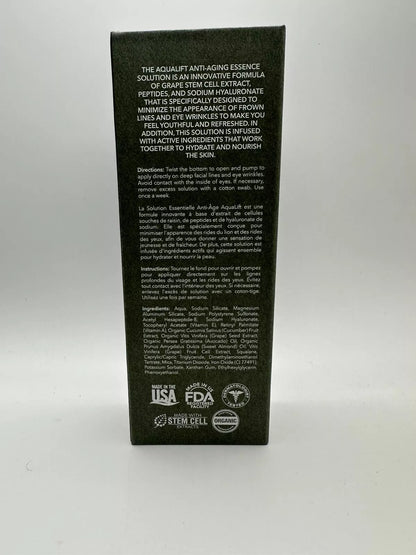 THE AQUALIFT ANTI-AGING ESSENCE
SOLUTION IS AN INNOVATIVE FORMULA
OF GRAPE STEM CELL EXTRACT,
PEPTIDES, AND SODIUM HYALURONATE
THAT IS SPECIFICALLY DESIGNED TO
MINIMIZE THE APPEARANCE OF FROWN
LINES AND EYE WRINKLES TO MAKE YOU
FEEL YOUTHFUL AND REFRESHED. IN
ADDITION, THIS SOLUTION IS INFUSED
WITH ACTIVE INGREDIENTS THAT WORK
TOGETHER TO HYDRATE AND NOURISH
THE SKIN.
Directions: Twist the bottom to open and pump to
apply directly on deep facial lines and eye wrinkles.
Avoid contact with the inside of eyes. If necessary,
remove excess solution with a cotton swab. Use
once a week.
La Solution Essentielle Anti-Âge AquaLift est une
formule innovante à base d'extrait de cellules
souches de raisin, de peptides et de hyaluronate de
sodium. Elle est spécialement conçue pour
minimiser l'apparence des rides du lion et des rides
des yeux, afin de vous donner une sensation de
jeunesse et de fraîcheur. De plus, cette solution est
infusée d'ingrédients actifs qui agissent ensemble
pour hydrater et nourrir la peau.
Instructions: Tournez le fond pour ouvrir et pomper
pour appliquer directement sur les lignes
profondes du visage et les rides des yeux. Évitez
tout contact avec l'intérieur des yeux. Si nécessaire,
enlevez l'excès de solution avec un coton-tige.
Utilisez une fois par semaine.
Ingredients: Aqua, Sodium Silicate, Magnesium
Aluminum Silicate, Sodium Polystyrene Sulfonate,
Acetyl Hexapeptide-8, Sodium Hyaluronate,
Tocopheryl Acetate (Vitamin E), Retinyl Palmitate
(Vitamin A), Organic Cucumis Sativus (Cucumber) Fruit
Extract, Organic Vitis Vinifera (Grape) Seed Extract,
Organic Persea Gratissima (Avocado) Oil, Organic
Prunus Amygdalus Dulcis (Sweet Almond) Oil, Vitis
Vinifera (Grape) Fruit Cell Extract, Squalane,
Caprylic/Capric Triglyceride, Dimethylaminoethanol
Tartrate, Mica, Titanium Dioxide, Iron Oxide (CI 77491),
Potassium Sorbate, Xanthan Gum, Ethylhexylglycerin,
Phenoxyethanol.
MADE IN THE
USA
MADE IN US
FDA
REGISTERED
FACILITY
DERMATOLOGIST
TESTED
MADE WITH
STEM CELL
EXTRACTS
ORGANIC